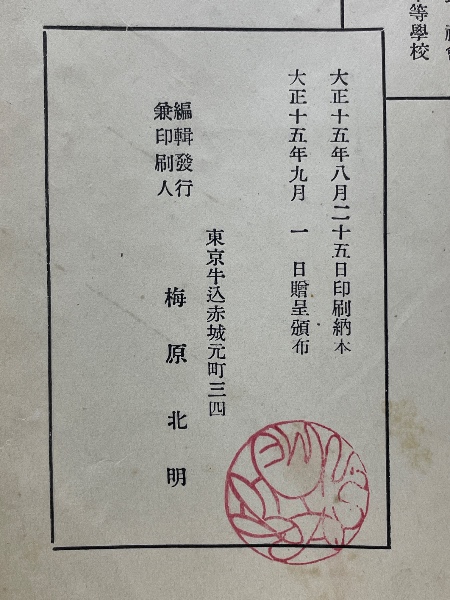 等學校
大正十五年八月二十五日印刷納本
大正十五年九月 一 日贈呈頒布
編輯發行
兼印刷人
東京牛込赤城元町三四
梅原北明